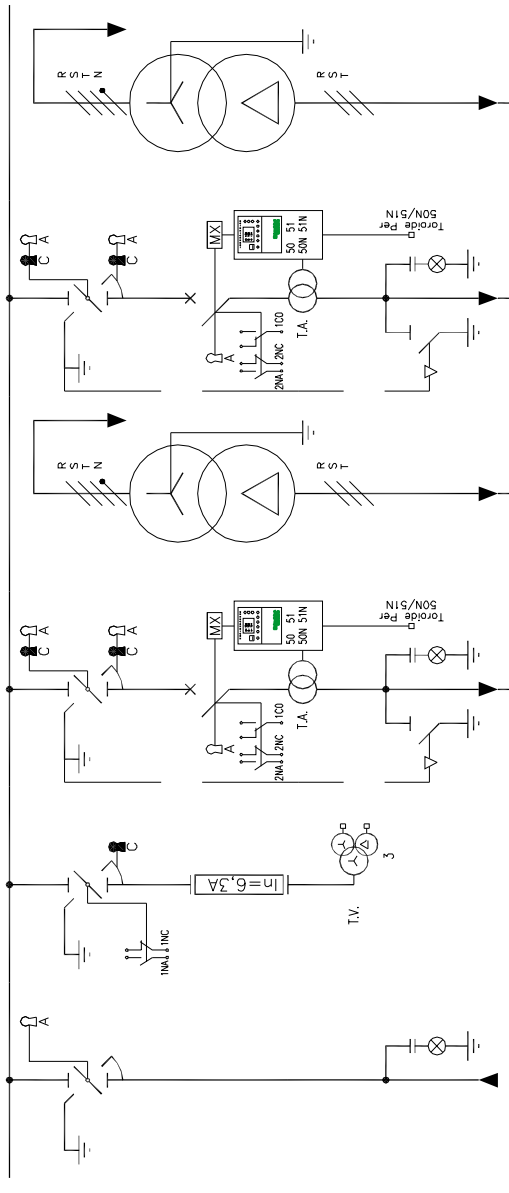 R S T N
R S T
A
C
A
C
MX
A
50 51
50N 51N
1CO
2NC
2NA
T.A.
Toroide Per
50N/51N
R S T N
R S T
A
C
A
C
MX
A
50 51
50N 51N
1CO
2NC
2NA
T.A.
Toroide Per
50N/51N
C
1NC
1NA
In=6,3A
T.V.
3
A